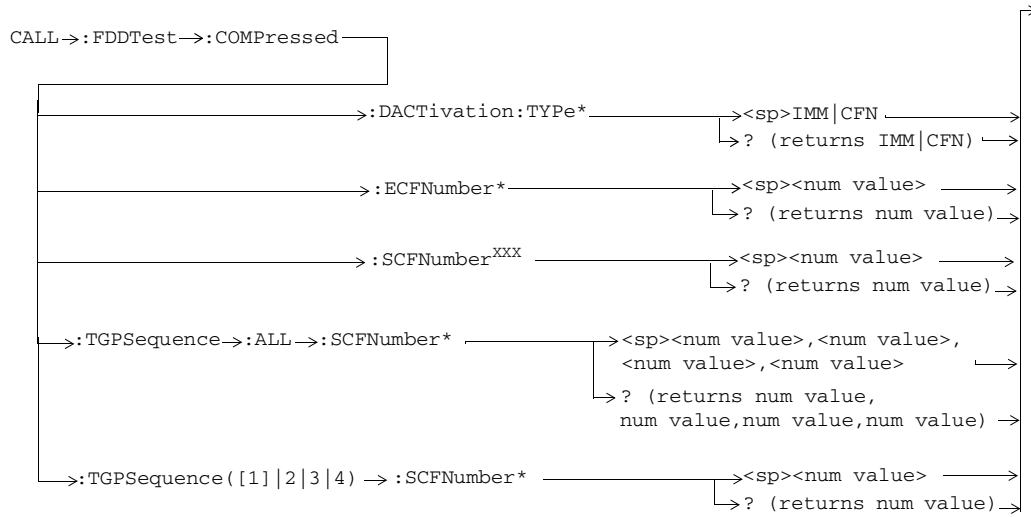 CALL :FDDTest :COMPressed
:DACTivation:TYPe* <sp>IMM|CFN
? (returns IMM|CFN)
:ECFNumber* <sp><num value>
? (returns num value)
:SCFNumberXXX <sp><num value>
? (returns num value)
:TGPSequence :ALL :SCFNumber* <sp><num value>,<num value>,
<num value>,<num value>
? (returns num value,
num value,num value,num value)
:TGPSequence([1]|2|3|4) :SCFNumber* <sp><num value>
? (returns num value)